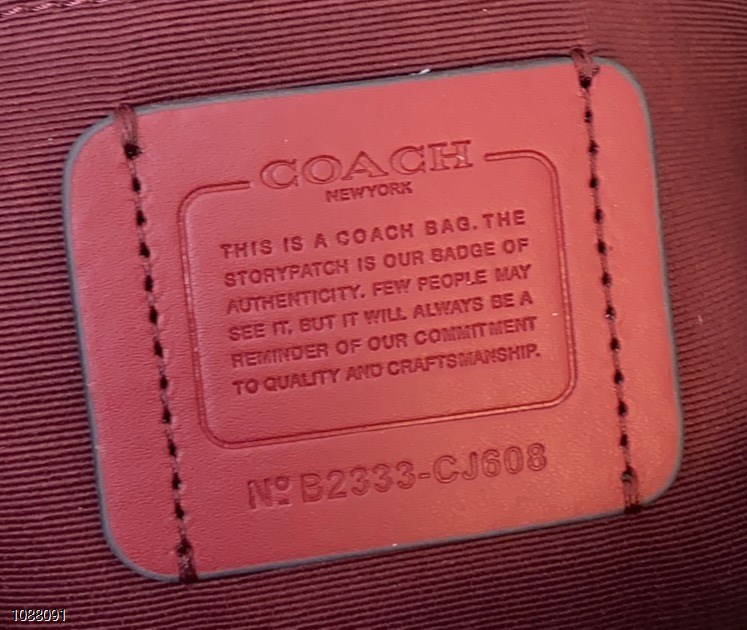 COACH
NEWYORK
THIS IS A COACH BAG. THE
STORYPATCH IS OUR BADGE OF
AUTHENTICITY. FEW PEOPLE MAY
SEE IT, BUT IT WILL ALWAYS BE A
REMINDER OF OUR COMMITMENT
TO QUALITY AND CRAFTSMANSHIP.
Nº B2333-CJ608
1088091